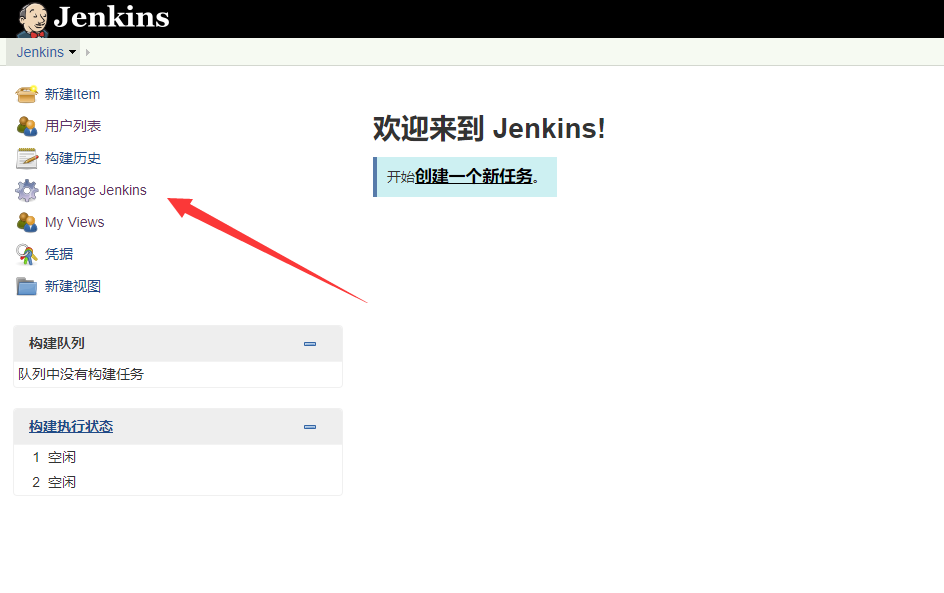 Jenkins
Jenkins
新建Item
用户列表
构建历史
Manage Jenkins
My Views
凭据
新建视图
欢迎来到 Jenkins!
开始创建一个新任务。
构建队列
队列中没有构建任务
构建执行状态
1 空闲
2 空闲